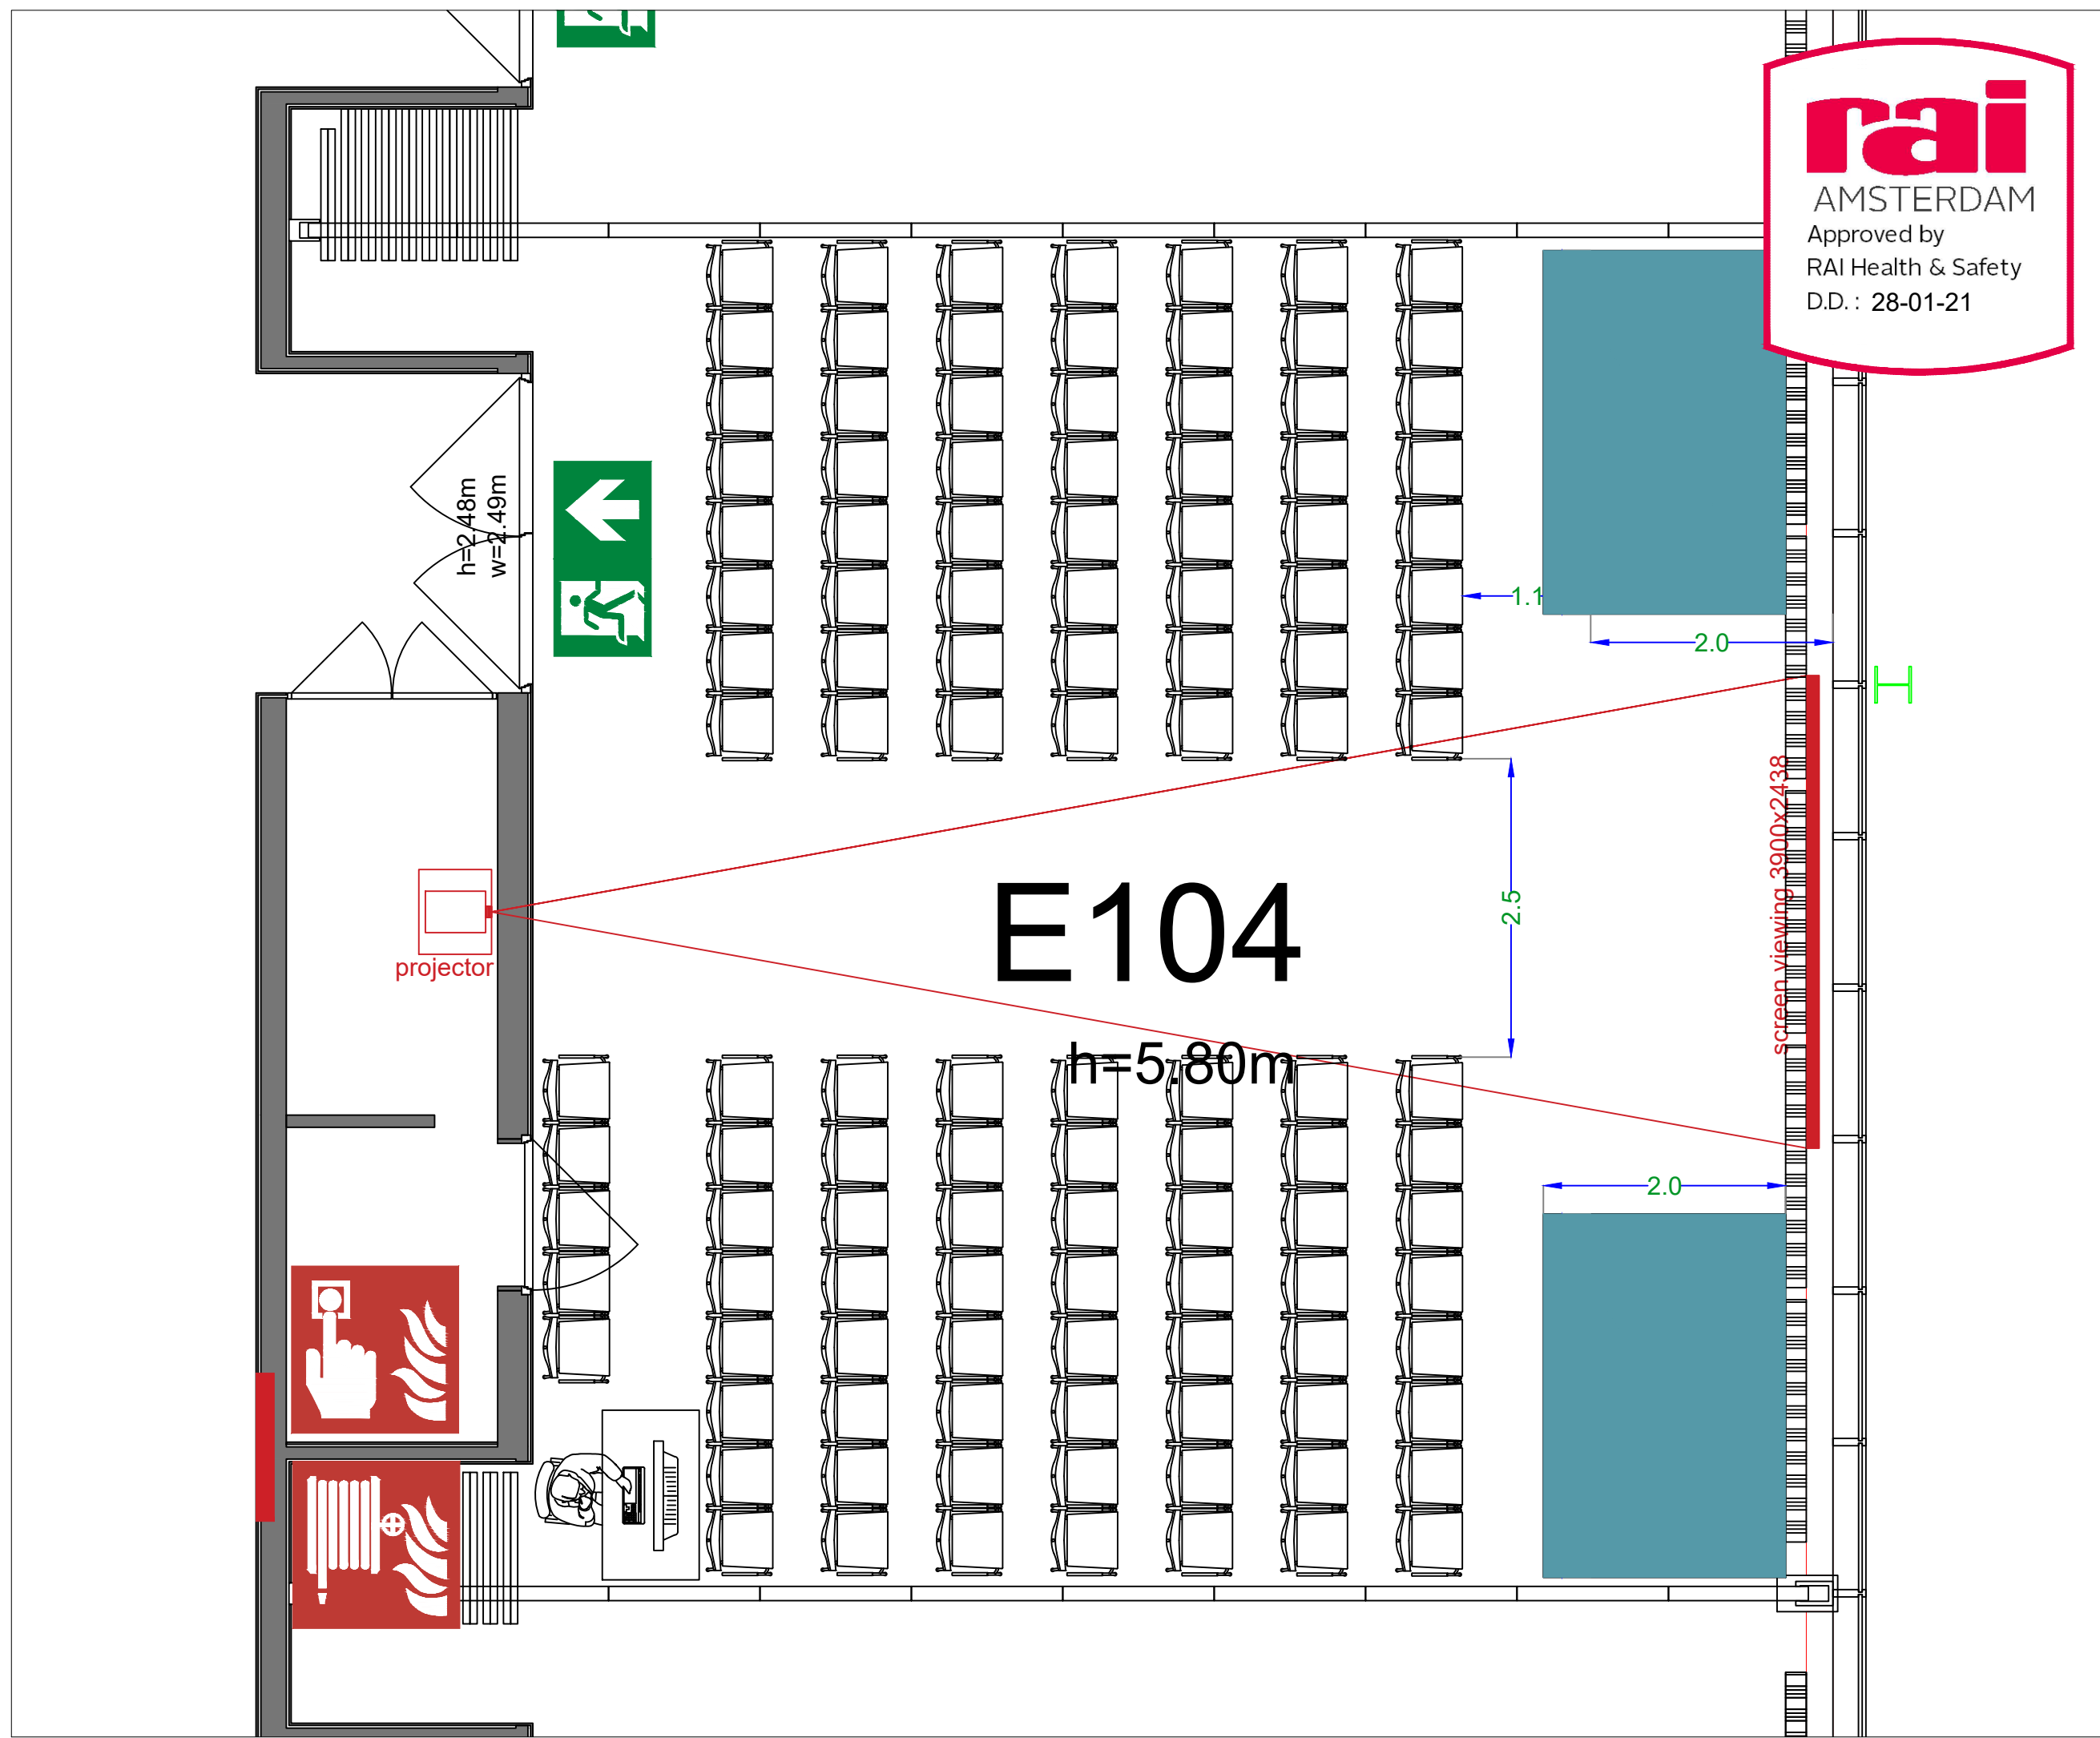 rai
AMSTERDAM
Approved by
RAI Health & Safety
D.D. : 28-01-21
h=2.48m
w=2.49m
1.1
2.0
screen viewing 3900x2438
2.5
E104
projector
h=5.80m
2.0